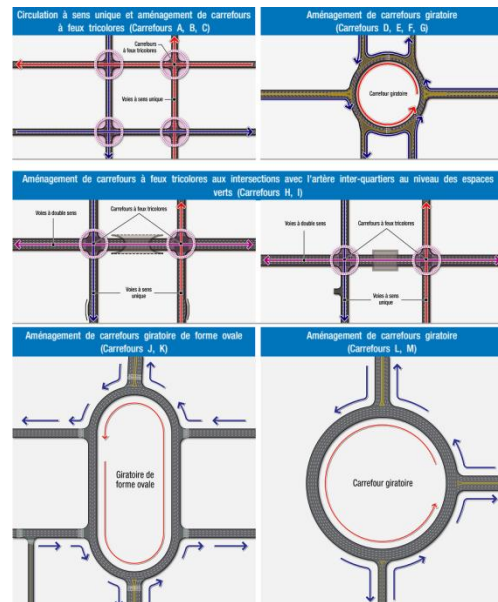 Circulation à sens unique et aménagement de carrefours
à feux tricolores (Carrefours A, B, C)
Carrefours
à feux tricolores
Voies à
sens unique
Aménagement de carrefours giratoire
(Carrefours D, E, F, G)
Carrefour giratoire
Aménagement de carrefours à feux tricolores aux intersections avec l'artère inter-quartiers au niveau des espaces
verts (Carrefours H, I)
Voies à double sens
Carrefours à feux tricolores
Voies à sens
unique
Voies à double sens
Carrefours à feux tricolores
Voies à sens
unique
Aménagement de carrefours giratoire de forme ovale
(Carrefours J, K)
Giratoire de
forme ovale
Aménagement de carrefours giratoire
(Carrefours L, M)
Carrefour giratoire